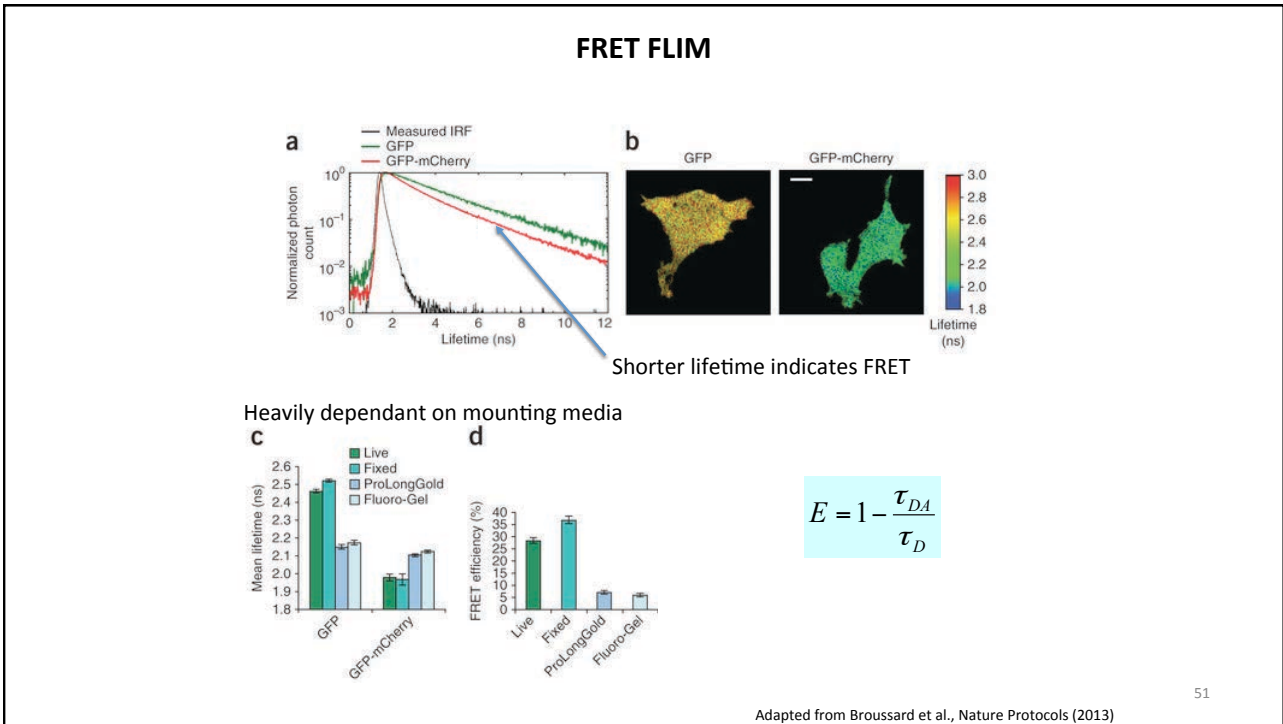 FRET FLIM
a
Measured IRF
GFP
GFP-mCherry
Normalized photon
count
10⁰
10⁻¹
10⁻²
10⁻³
0 2 4 6 8 10 12
Lifetime (ns)
b
GFP
GFP-mCherry
3.0
2.8
2.6
2.4
2.2
2.0
1.8
Lifetime
(ns)
Shorter lifetime indicates FRET
Heavily dependant on mounting media
c
Live
Fixed
ProLongGold
Fluoro-Gel
Mean lifetime (ns)
2.6
2.5
2.4
2.3
2.2
2.1
2.0
1.9
1.8
GFP
GFP-mCherry
d
FRET efficiency (%)
40
35
30
25
20
15
10
5
0
Live
Fixed
ProLongGold
Fluoro-Gel
E = 1 − τ_DA / τ_D
51
Adapted from Broussard et al., Nature Protocols (2013)